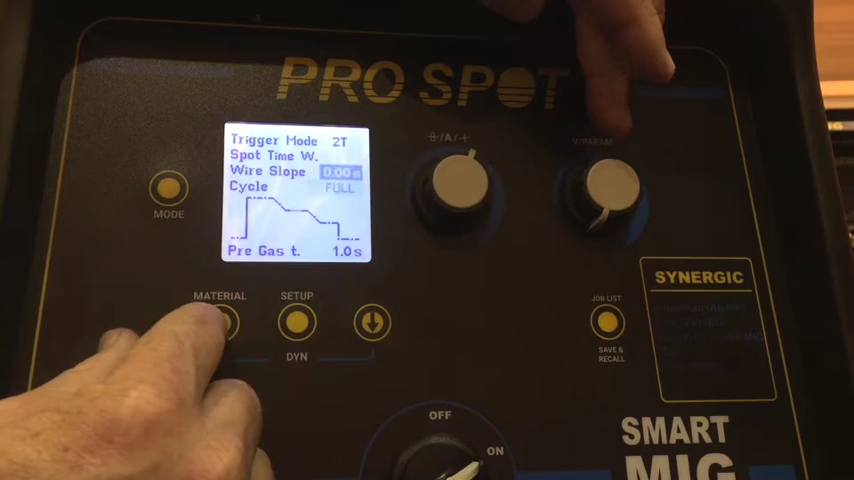 PRO SPOT
Trigger Mode 2T
Spot Time W.
Wire Slope 0.00s
Cycle FULL
Pre Gas t. 1.0s
V/PARAM
MODE
MATERIAL
SETUP
DYN
JOB LIST
SAVE &
RECALL
SYNERGIC
OFF
ON
SMART
MIG